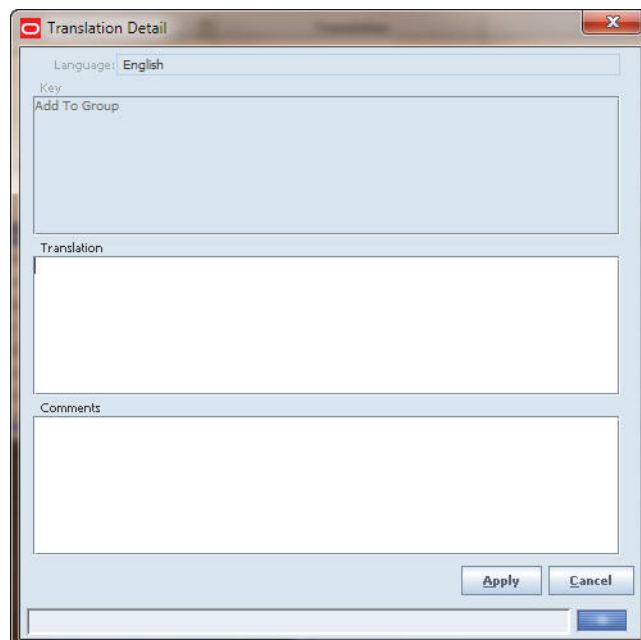 Translation Detail
Language: English
Key
Add To Group
Translation
Comments
Apply Cancel